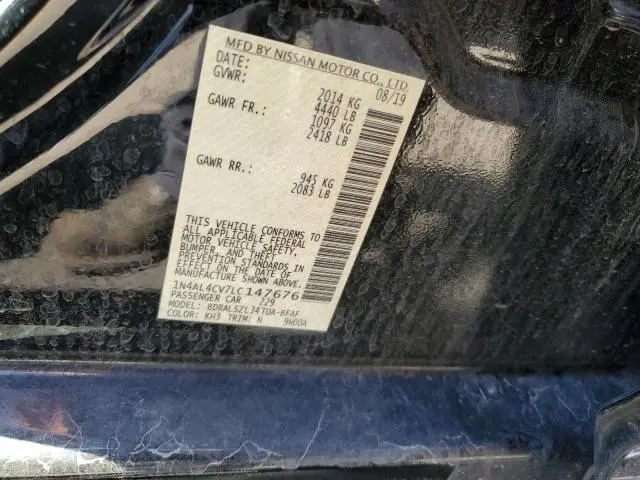 MFD BY NISSAN MOTOR CO., LTD.
DATE: 08/19
GVWR: 2014 KG
4440 LB
GAWR FR.: 1097 KG
2418 LB
GAWR RR.: 945 KG
2083 LB
THIS VEHICLE CONFORMS TO
ALL APPLICABLE FEDERAL
MOTOR VEHICLE SAFETY,
BUMPER, AND THEFT
PREVENTION STANDARDS IN
EFFECT ON THE DATE OF
MANUFACTURE SHOWN ABOVE.
1N4AL4CV7LC147676
PASSENGER CAR 229
MODEL: BDRALSZL34TUA-BFAF
COLOR: KH3 TRIM: N 9N00A